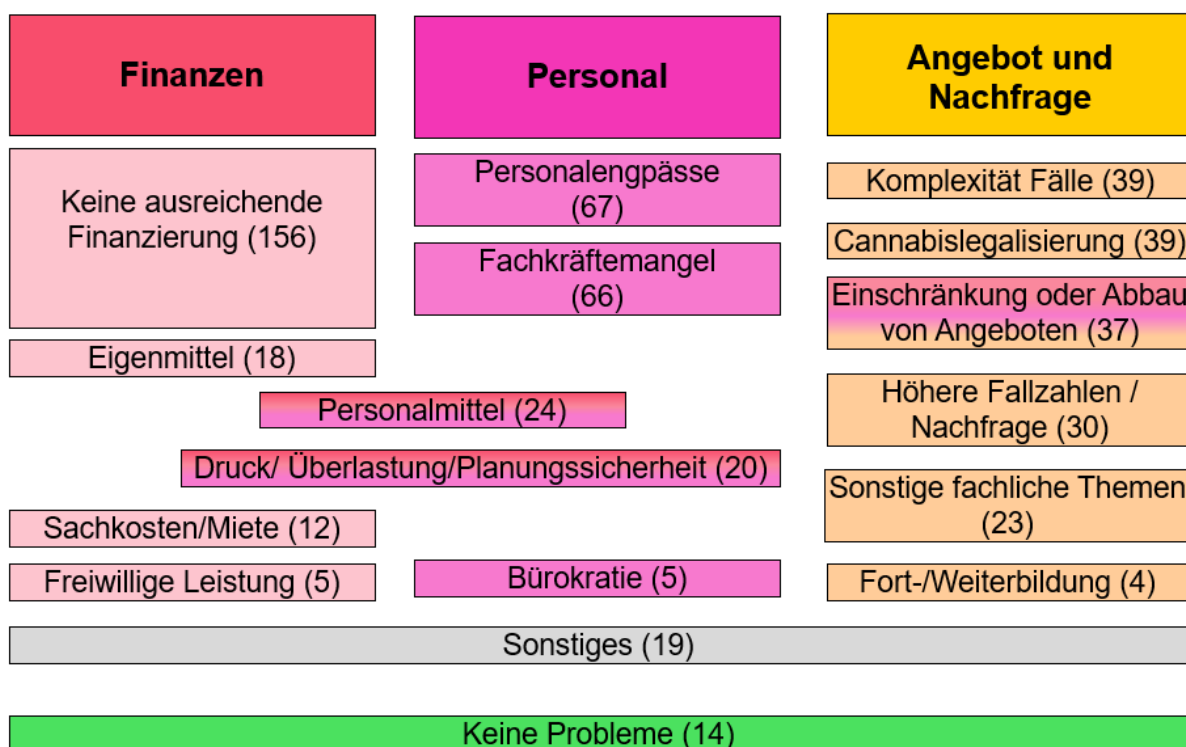 Finanzen
Keine ausreichende
Finanzierung (156)
Eigenmittel (18)
Personal
Personalengpässe
(67)
Fachkräftemangel
(66)
Personalmittel (24)
Druck/ Überlastung/Planungssicherheit (20)
Sachkosten/Miete (12)
Freiwillige Leistung (5)
Bürokratie (5)
Angebot und
Nachfrage
Komplexität Fälle (39)
Cannabislegalisierung (39)
Einschränkung oder Abbau
von Angeboten (37)
Höhere Fallzahlen /
Nachfrage (30)
Sonstige fachliche Themen
(23)
Fort-/Weiterbildung (4)
Sonstiges (19)
Keine Probleme (14)